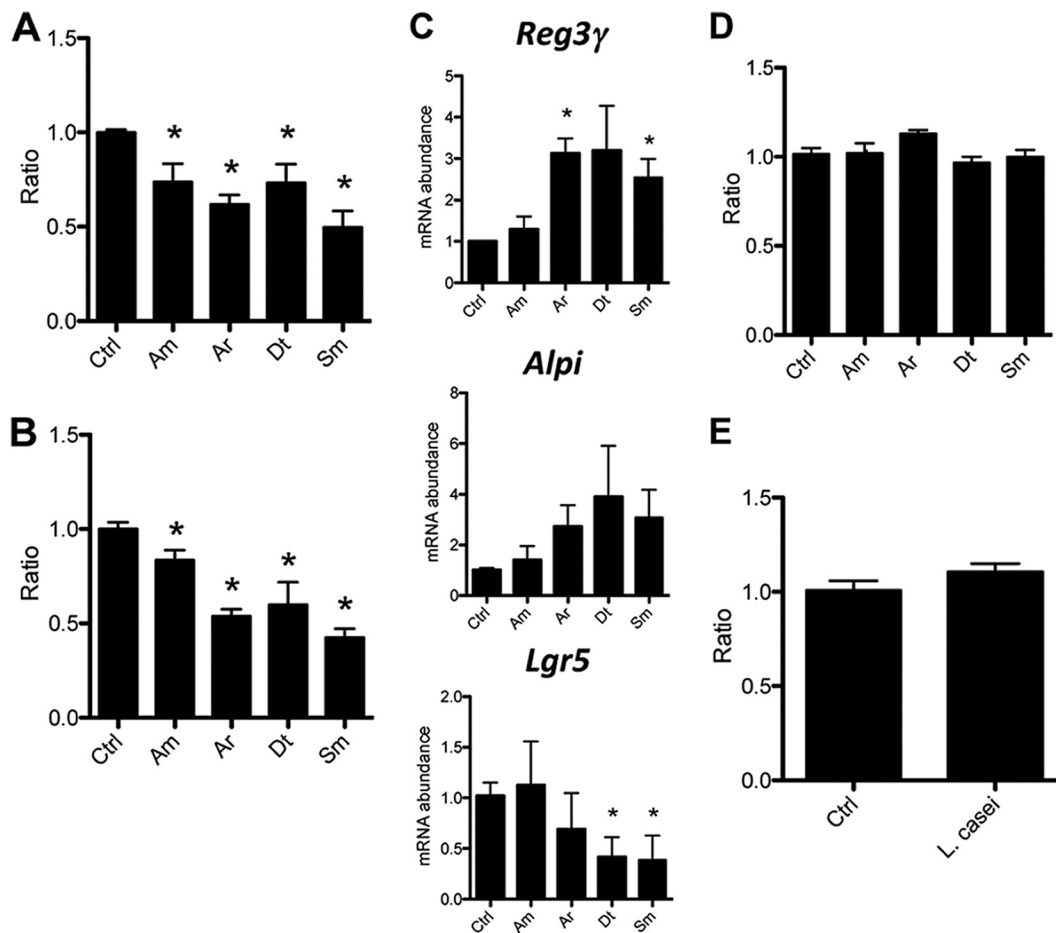 A
1.5
1.0
0.5
0.0
Ratio
* * * *
Ctrl Am Ar Dt Sm
B
1.5
1.0
0.5
0.0
Ratio
* * * *
Ctrl Am Ar Dt Sm
C
Reg3γ
5
4
3
2
1
0
mRNA abundance
* *
Ctrl Am Ar Dt Sm
Alpi
8
6
4
2
0
mRNA abundance
Ctrl Am Ar Dt Sm
Lgr5
2.0
1.5
1.0
0.5
0.0
mRNA abundance
* *
Ctrl Am Ar Dt Sm
D
1.5
1.0
0.5
0.0
Ratio
Ctrl Am Ar Dt Sm
E
1.5
1.0
0.5
0.0
Ratio
Ctrl L. casei